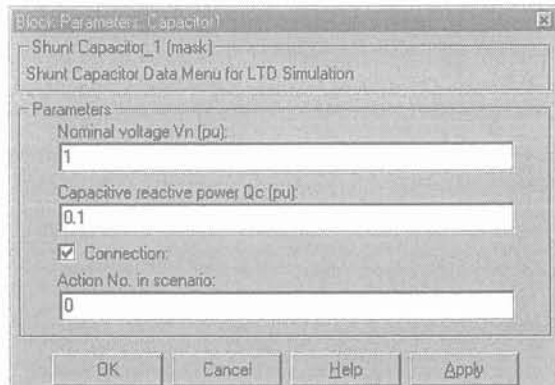 Block Parameters: Capacitor1
Shunt Capacitor_1 (mask)
Shunt Capacitor Data Menu for LTD Simulation
Parameters
Nominal voltage Vn (pu):
1
Capacitive reactive power Qc (pu):
0.1
Connection:
Action No. in scenario:
0
OK Cancel Help Apply